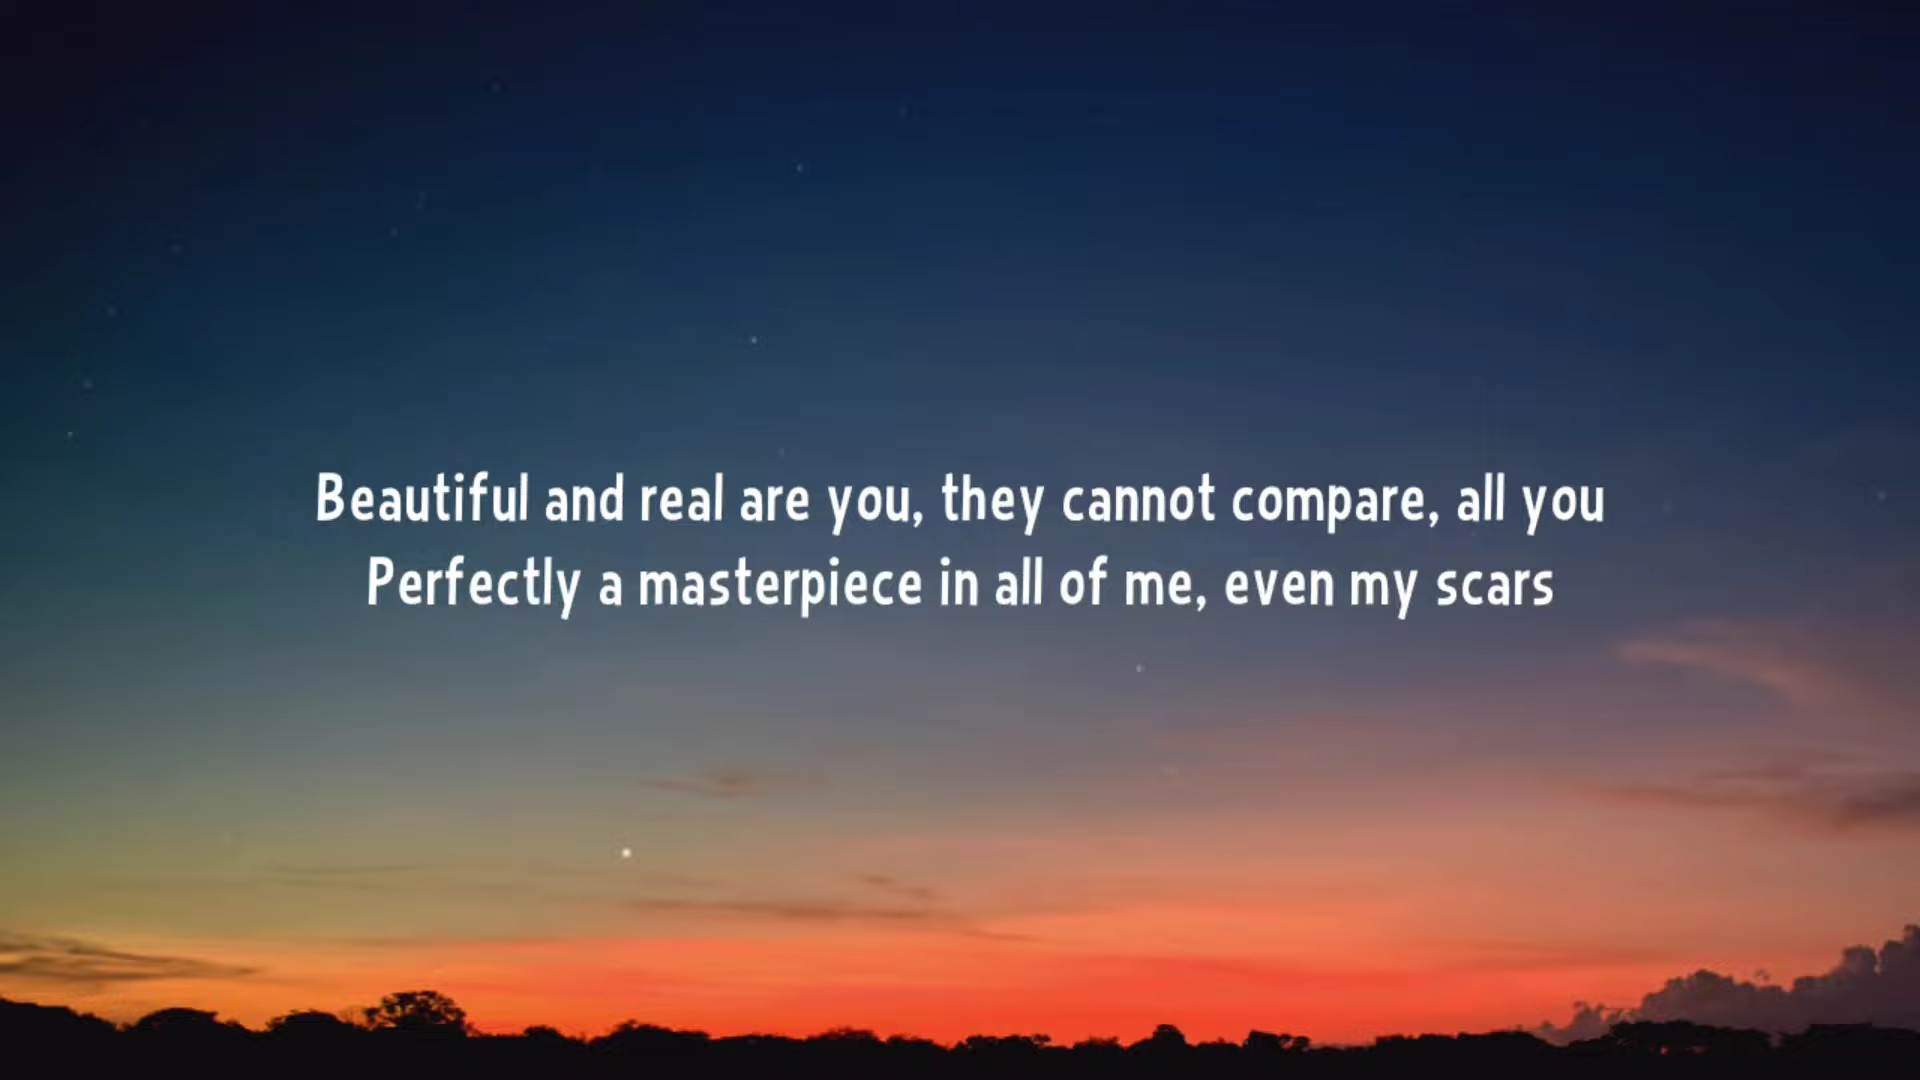 Beautiful and real are you, they cannot compare, all you
Perfectly a masterpiece in all of me, even my scars